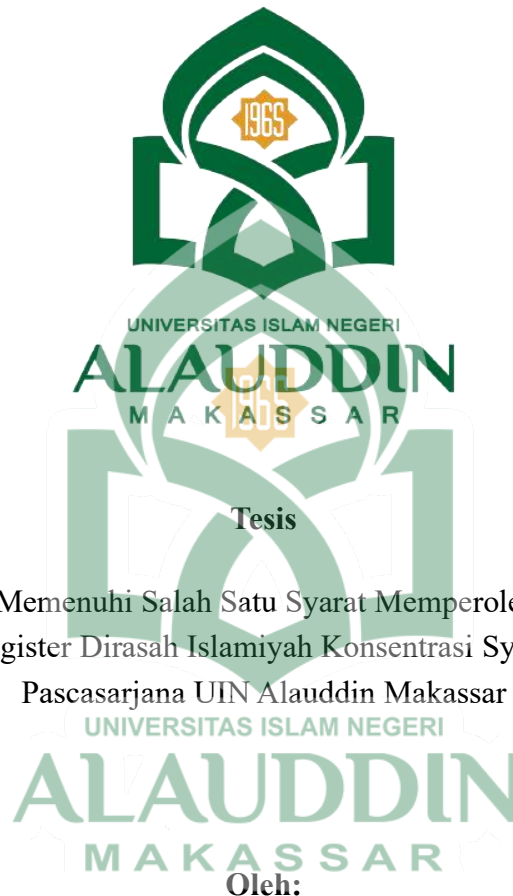 1965
UNIVERSITAS ISLAM NEGERI
ALAUDDIN
MAKASSAR
1965
Tesis
Memenuhi Salah Satu Syarat Memperole
gister Dirasah Islamiyah Konsentrasi Sy
Pascasarjana UIN Alauddin Makassar
UNIVERSITAS ISLAM NEGERI
ALAUDDIN
MAKASSAR
Oleh: